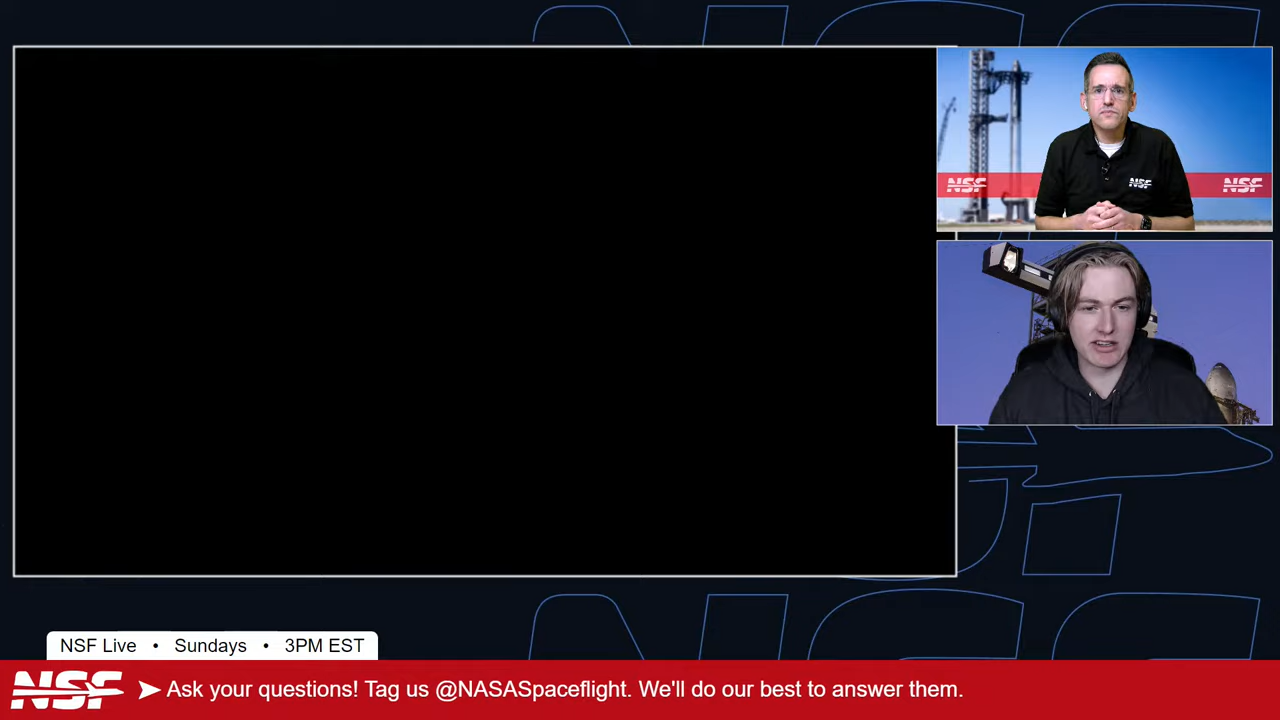 NSF
NSF
NSF
NSF Live • Sundays • 3PM EST
NSF
Ask your questions! Tag us @NASASpaceflight. We'll do our best to answer them.